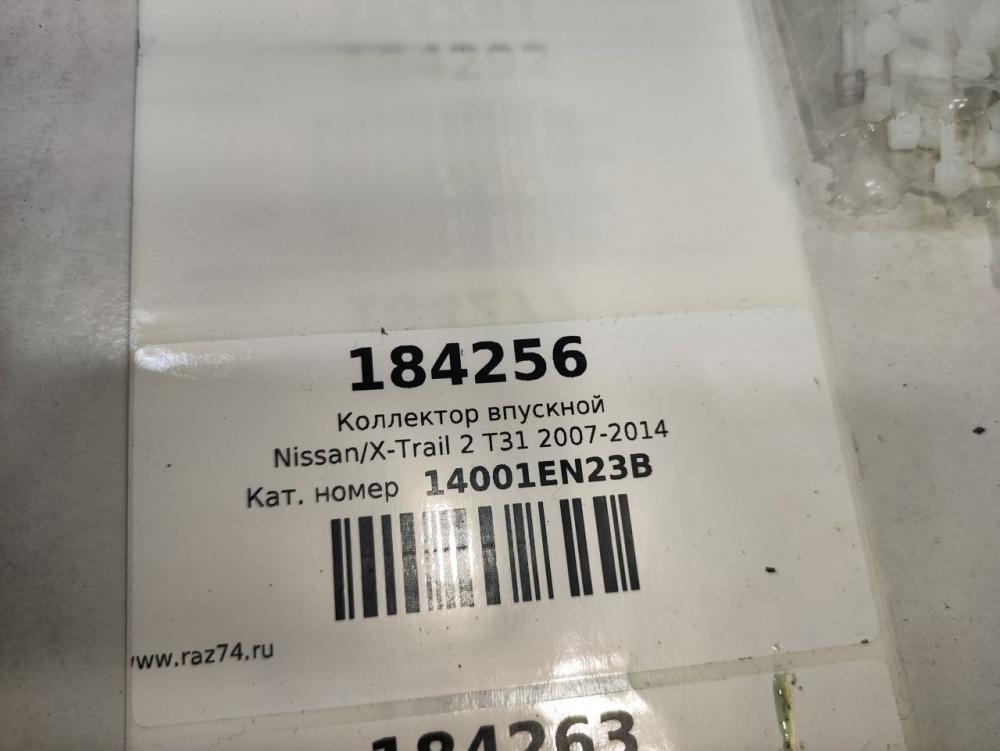 184256
Коллектор впускной
Nissan/X-Trail 2 T31 2007-2014
Кат. номер 14001EN23B
www.raz74.ru
184263